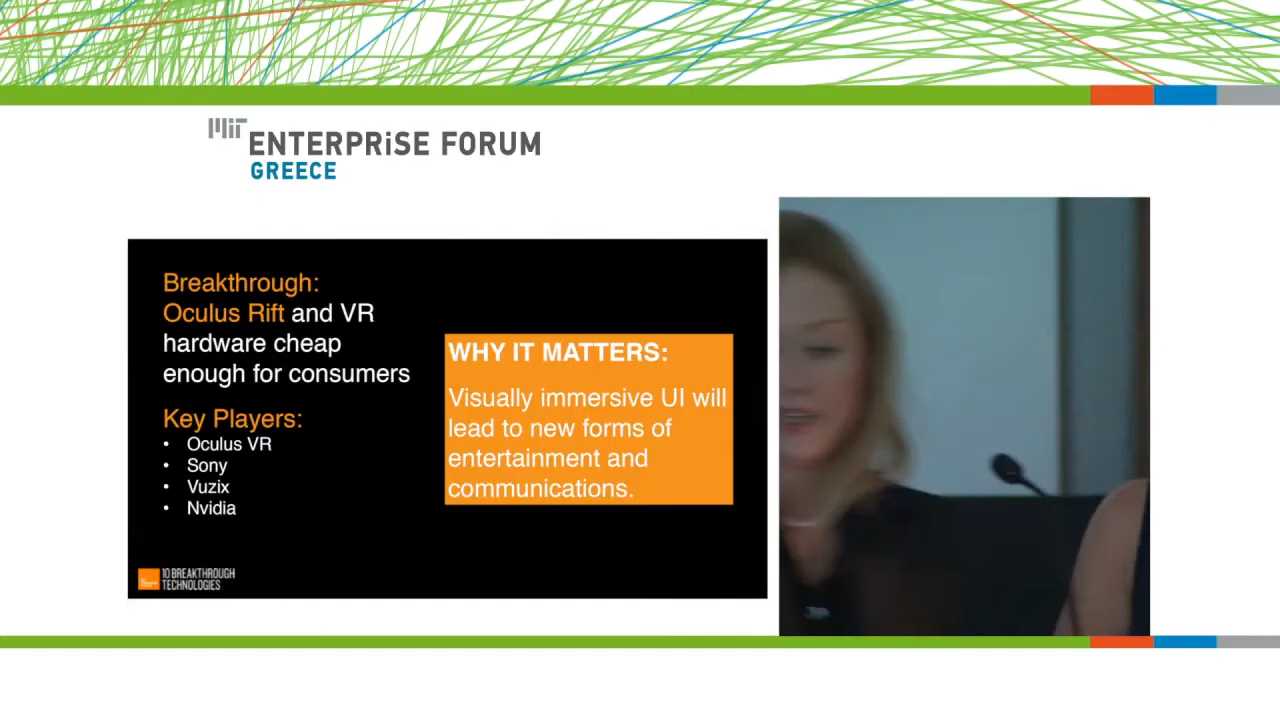 MIT
ENTERPRiSE FORUM
GREECE
Breakthrough:
Oculus Rift and VR
hardware cheap
enough for consumers
Key Players:
• Oculus VR
• Sony
• Vuzix
• Nvidia
WHY IT MATTERS:
Visually immersive UI will
lead to new forms of
entertainment and
communications.
10 BREAKTHROUGH
TECHNOLOGIES